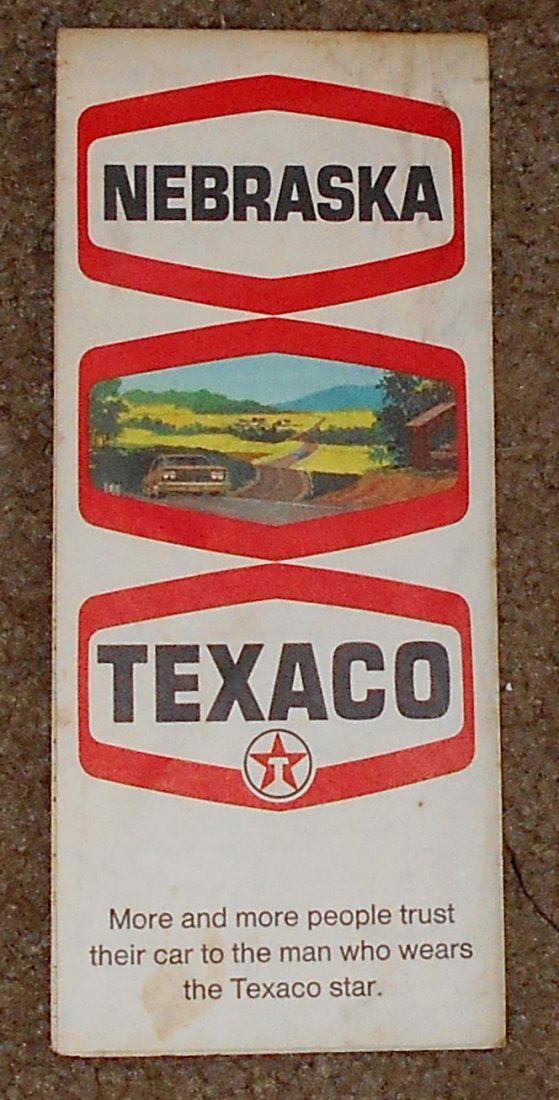 NEBRASKA
TEXACO
T
More and more people trust
their car to the man who wears
the Texaco star.